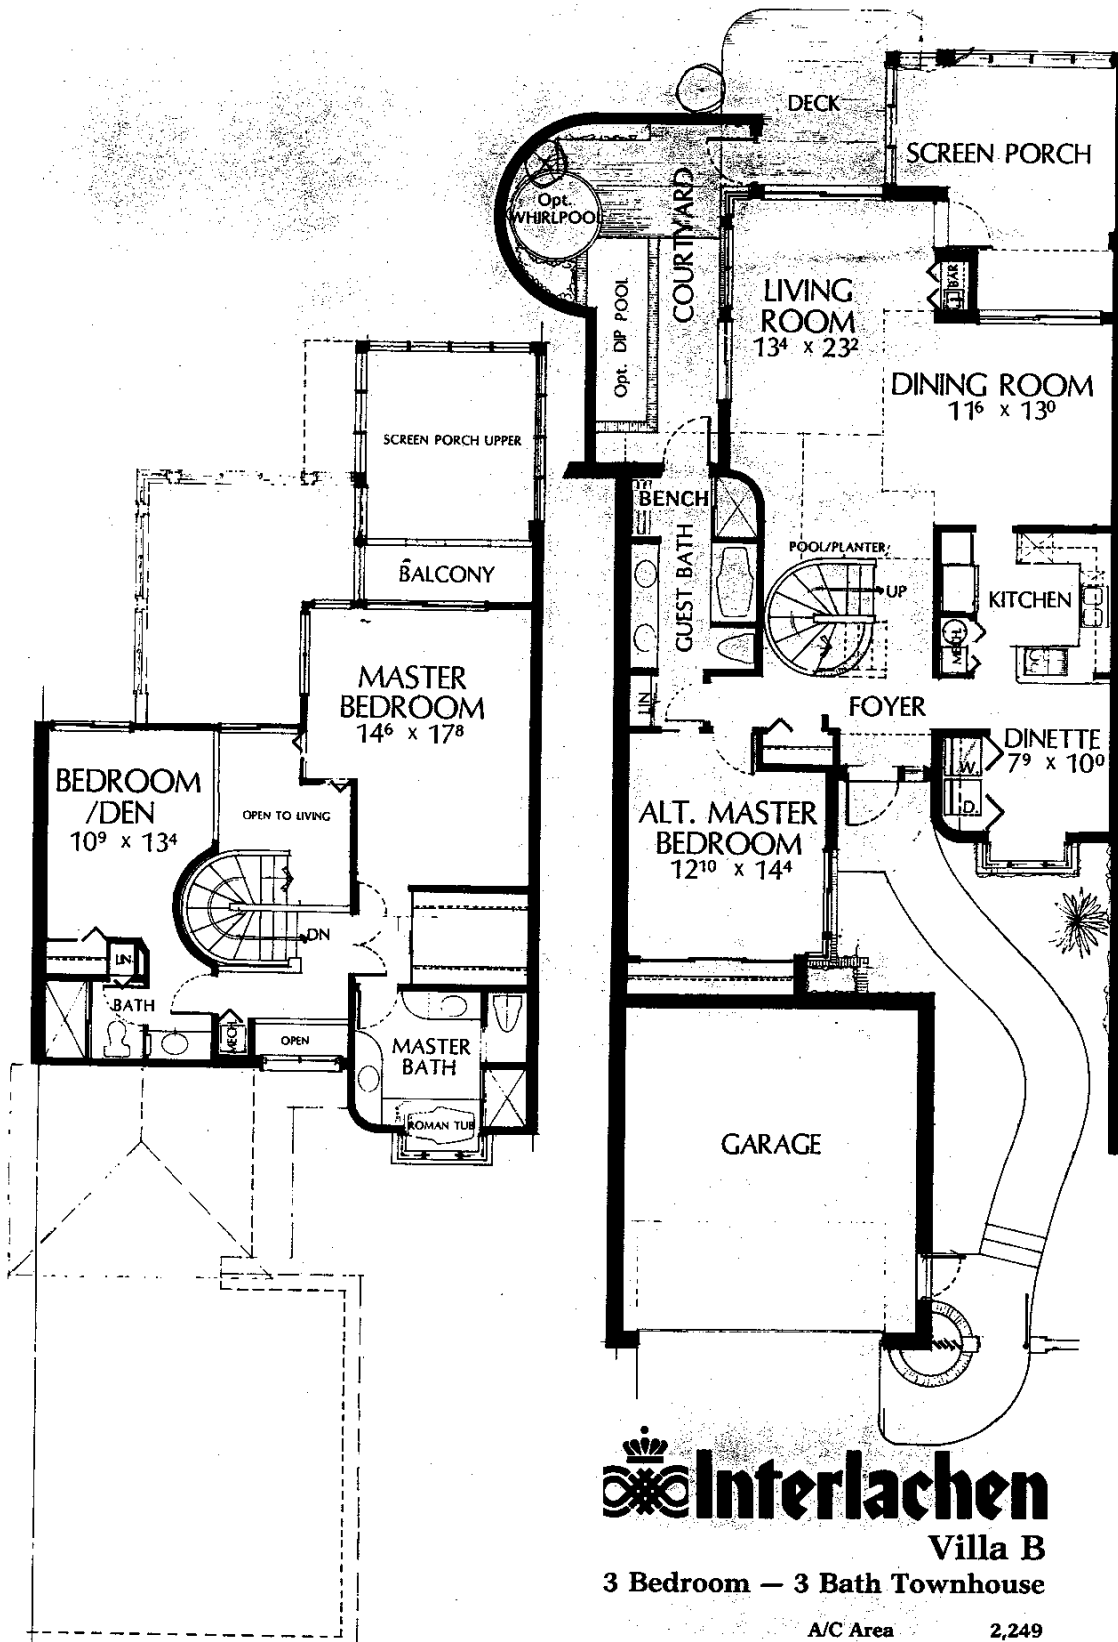 DECK
SCREEN PORCH
Opt.
WHIRLPOOL
COURTYARD
Opt. DIP POOL
LIVING
ROOM
13⁴ x 23²
BAR
DINING ROOM
11⁶ x 13⁰
BENCH
GUEST BATH
POOL/PLANTER
UP
KITCHEN
MECH.
LIN
FOYER
DINETTE
7⁹ x 10⁰
W.
D.
ALT. MASTER
BEDROOM
12¹⁰ x 14⁴
GARAGE
SCREEN PORCH UPPER
BALCONY
MASTER
BEDROOM
14⁶ x 17⁸
BEDROOM
/DEN
10⁹ x 13⁴
OPEN TO LIVING
DN
LIN.
BATH
MECH.
OPEN
MASTER
BATH
ROMAN TUB
Interlachen
Villa B
3 Bedroom — 3 Bath Townhouse
A/C Area 2,249